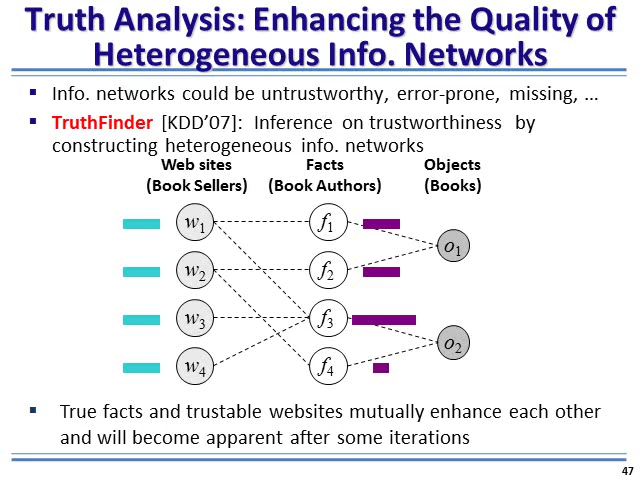 Truth Analysis: Enhancing the Quality of
Heterogeneous Info. Networks
▪ Info. networks could be untrustworthy, error-prone, missing, …
▪ TruthFinder [KDD’07]: Inference on trustworthiness by
constructing heterogeneous info. networks
Web sites Facts Objects
(Book Sellers) (Book Authors) (Books)
w1 f1
o1
w2 f2
w3 f3
o2
w4 f4
▪ True facts and trustable websites mutually enhance each other
and will become apparent after some iterations
47